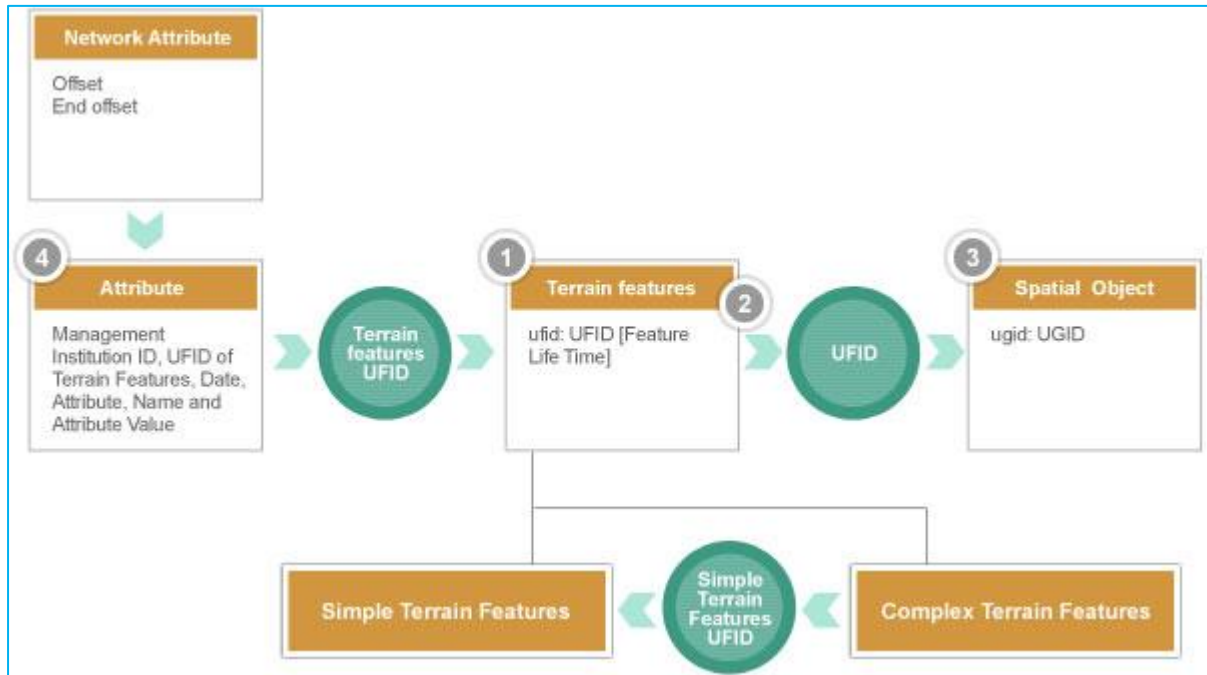 Network Attribute
Offset
End offset
4
Attribute
Management
Institution ID, UFID of
Terrain Features, Date,
Attribute, Name and
Attribute Value
Terrain
features
UFID
1
Terrain features
2
ufid: UFID [Feature
Life Time]
UFID
3
Spatial Object
ugid: UGID
Simple Terrain Features
Simple
Terrain
Features
UFID
Complex Terrain Features